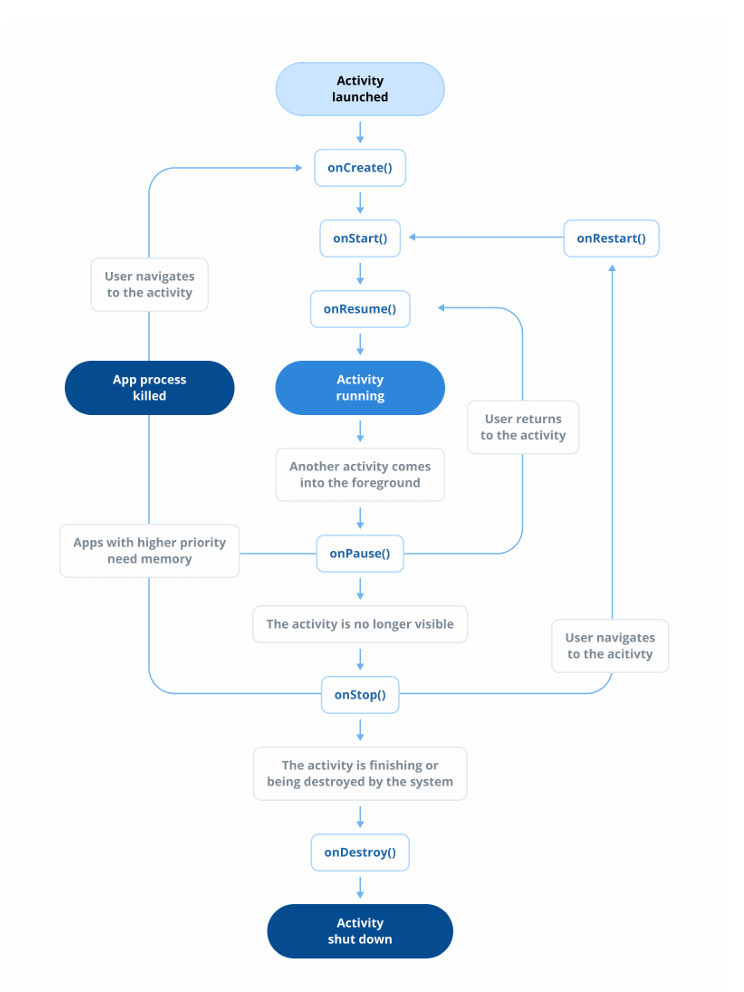 Activity
launched
onCreate()
onStart()
onRestart()
User navigates
to the activity
onResume()
App process
killed
Activity
running
User returns
to the activity
Another activity comes
into the foreground
Apps with higher priority
need memory
onPause()
The activity is no longer visible
User navigates
to the acitivty
onStop()
The activity is finishing or
being destroyed by the system
onDestroy()
Activity
shut down